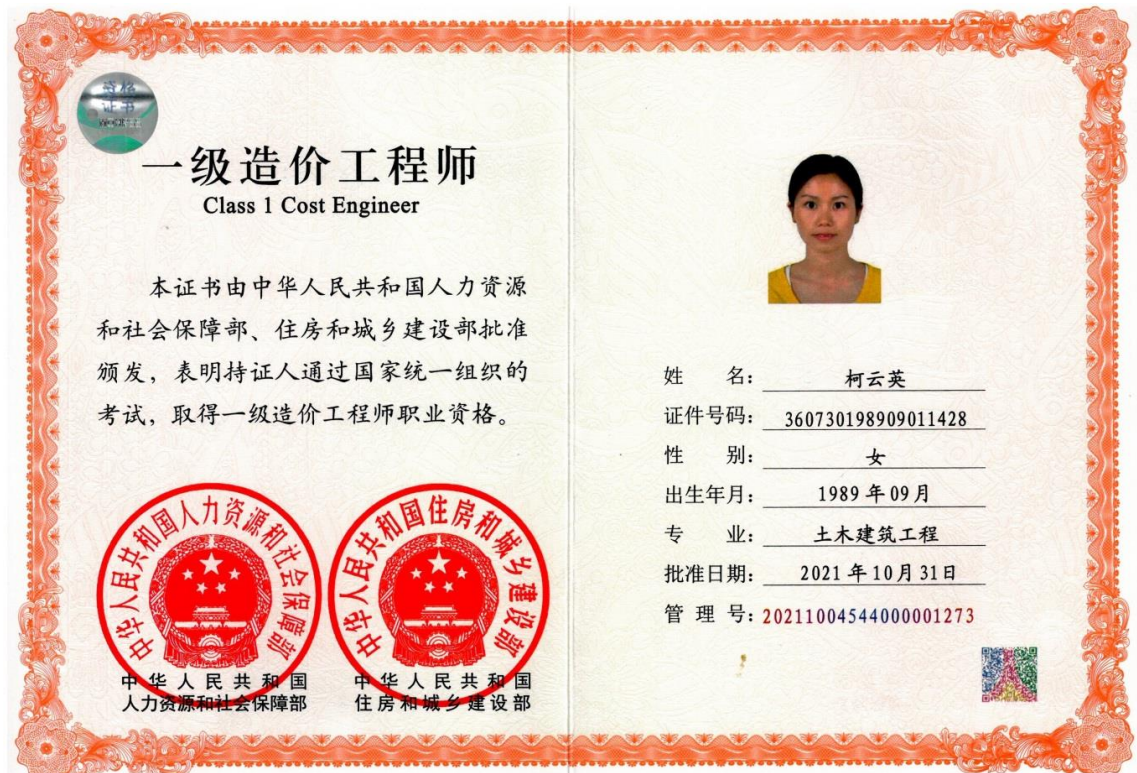 资格
证书
一级造价工程师
Class 1 Cost Engineer
本证书由中华人民共和国人力资源
和社会保障部、住房和城乡建设部批准
颁发，表明持证人通过国家统一组织的
考试，取得一级造价工程师职业资格。
中华人民共和国人力资源和社会保障部
中华人民共和国住房和城乡建设部
中华人民共和国
人力资源和社会保障部
中华人民共和国
住房和城乡建设部
姓 名： 柯云英
证件号码： 360730198909011428
性 别： 女
出生年月： 1989年09月
专 业： 土木建筑工程
批准日期： 2021年10月31日
管 理 号：20211004544000001273